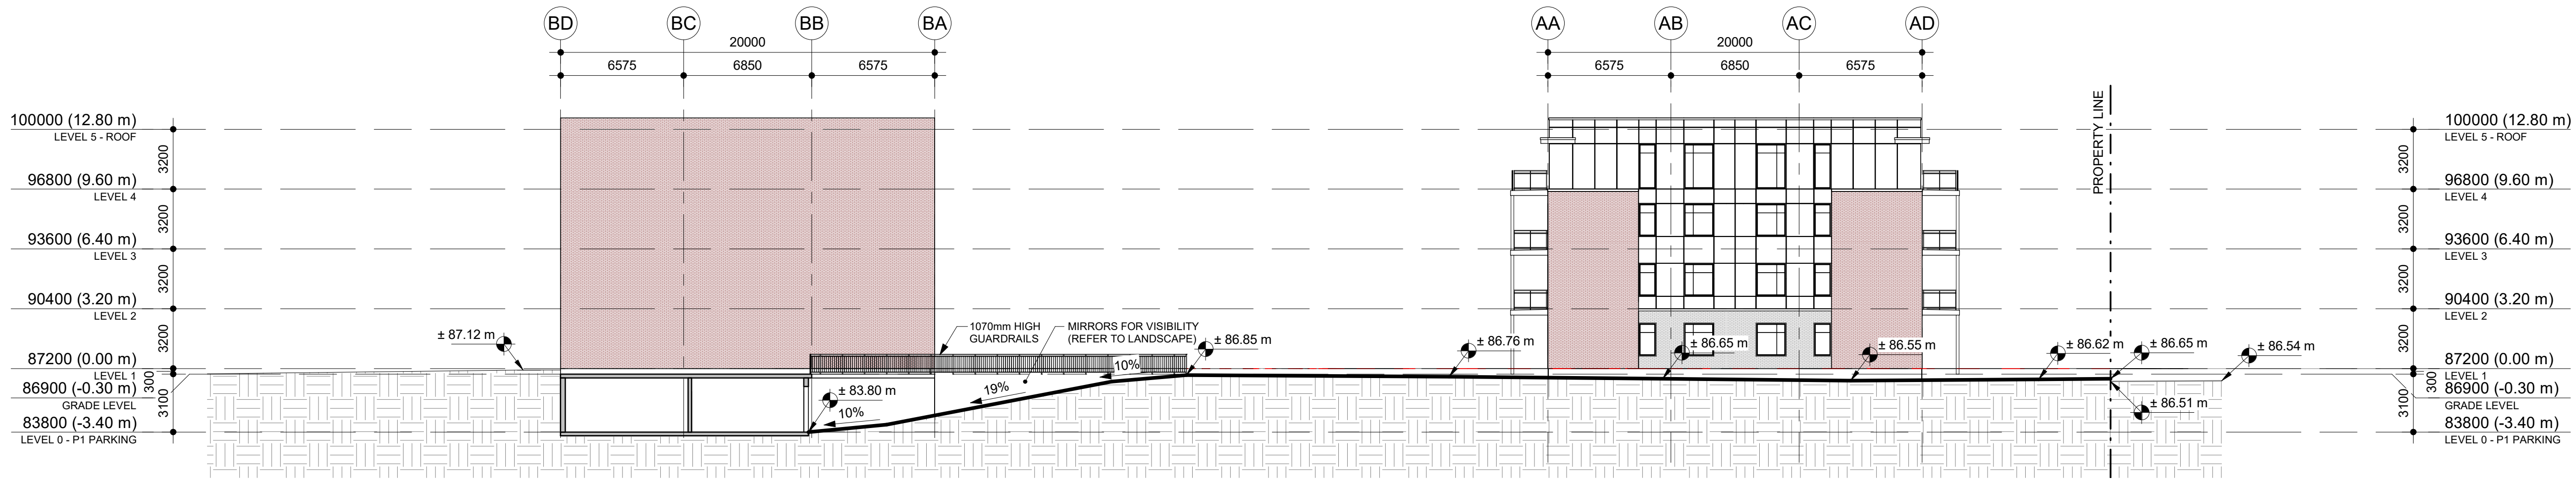 BD
BC
BB
BA
AA
AB
AC
AD
20000
20000
6575
6850
6575
6575
6850
6575
PROPERTY LINE
100000 (12.80 m)
LEVEL 5 - ROOF
3200
96800 (9.60 m)
LEVEL 4
3200
93600 (6.40 m)
LEVEL 3
3200
90400 (3.20 m)
LEVEL 2
3200
87200 (0.00 m)
LEVEL 1
300
86900 (-0.30 m)
GRADE LEVEL
3100
83800 (-3.40 m)
LEVEL 0 - P1 PARKING
± 87.12 m
1070mm HIGH
GUARDRAILS
MIRRORS FOR VISIBILITY
(REFER TO LANDSCAPE)
± 86.85 m
10%
19%
10%
± 83.80 m
± 86.76 m
± 86.65 m
± 86.55 m
± 86.62 m
± 86.65 m
± 86.54 m
± 86.51 m
100000 (12.80 m)
LEVEL 5 - ROOF
3200
96800 (9.60 m)
LEVEL 4
3200
93600 (6.40 m)
LEVEL 3
3200
90400 (3.20 m)
LEVEL 2
3200
87200 (0.00 m)
LEVEL 1
300
86900 (-0.30 m)
GRADE LEVEL
3100
83800 (-3.40 m)
LEVEL 0 - P1 PARKING